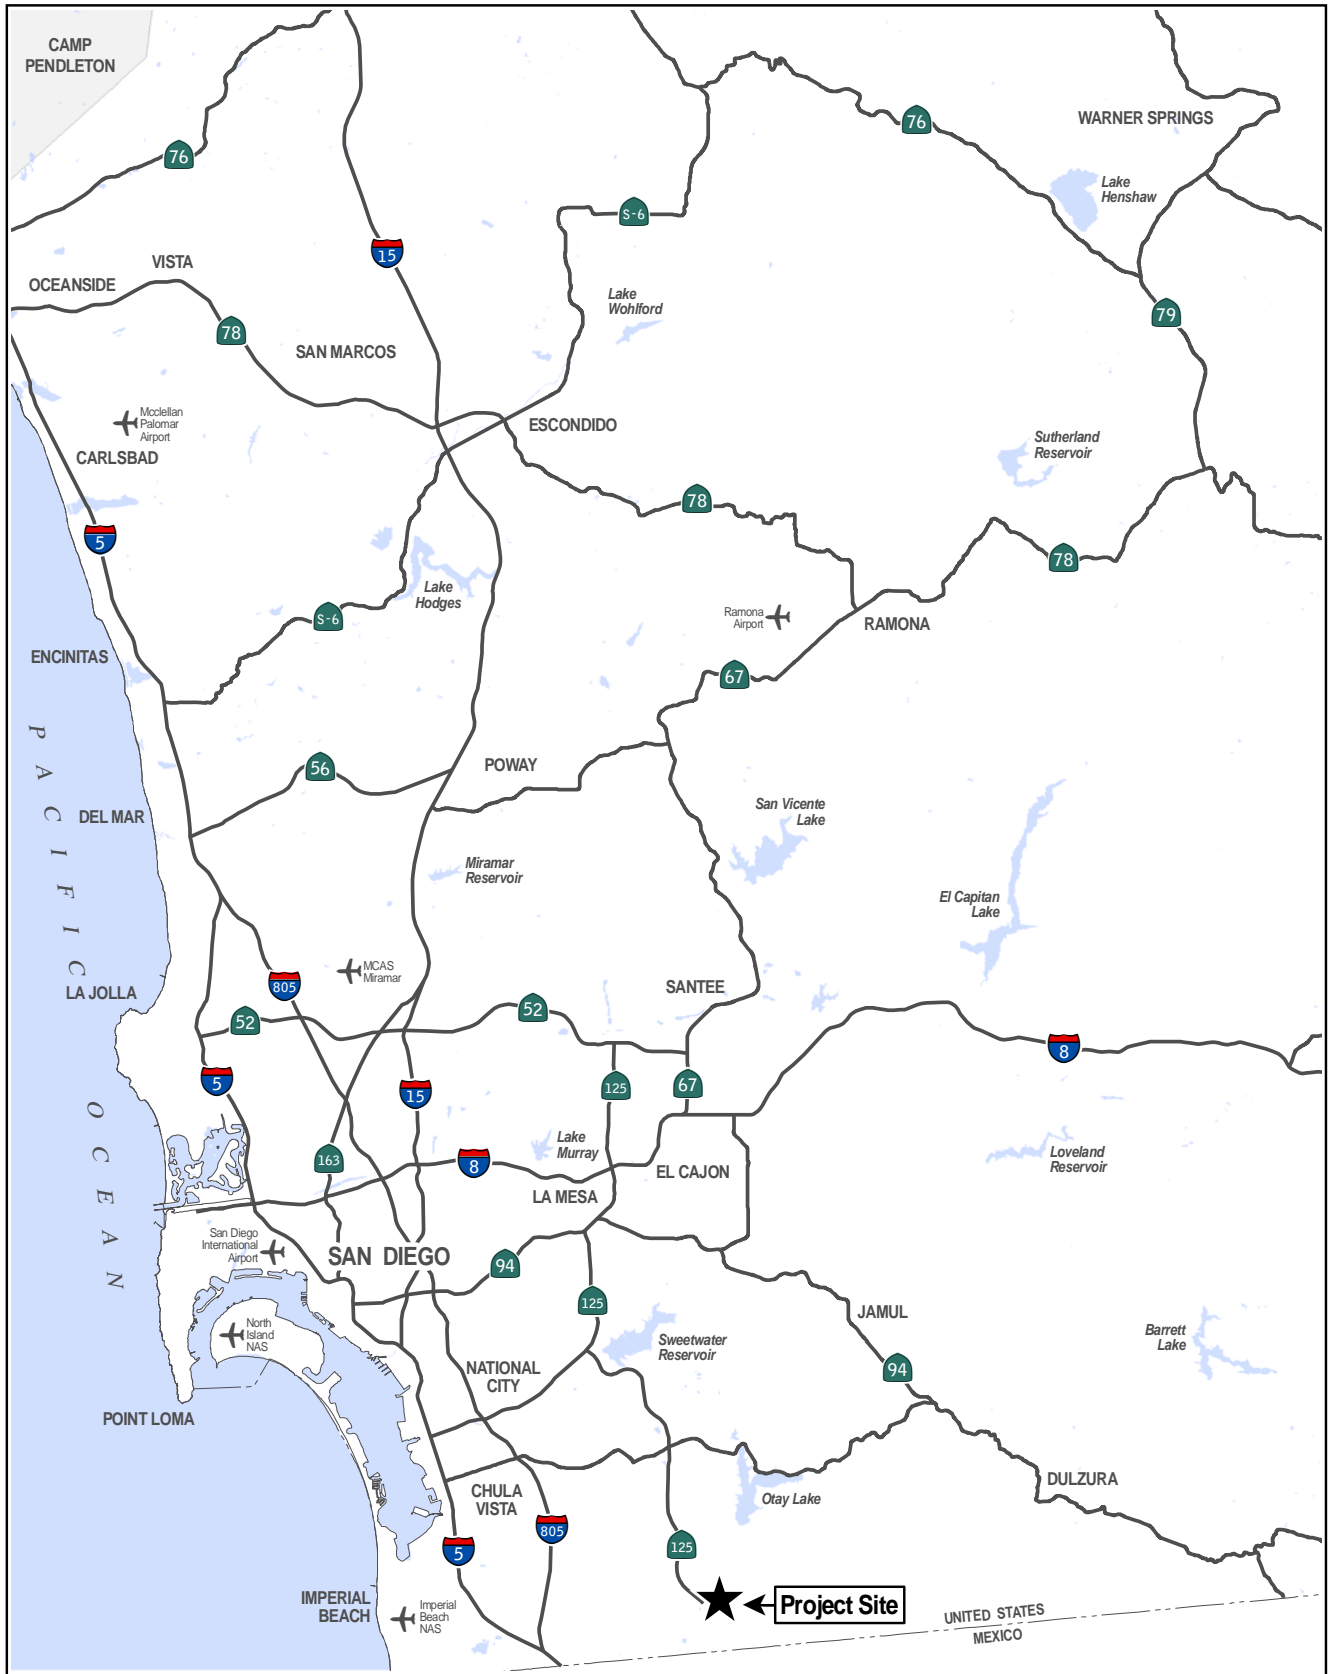 CAMP
PENDLETON
76
WARNER SPRINGS
76
Lake
Henshaw
S-6
15
VISTA
OCEANSIDE
Lake
Wohlford
79
78
SAN MARCOS
Mcclellan
Palomar
Airport
ESCONDIDO
CARLSBAD
Sutherland
Reservoir
78
5
78
Lake
Hodges
S-6
Ramona
Airport
RAMONA
ENCINITAS
67
PACIFIC
56
POWAY
San Vicente
Lake
DEL MAR
Miramar
Reservoir
El Capitan
Lake
MCAS
Miramar
805
LA JOLLA
SANTEE
52
52
8
5
15
125
67
OCEAN
Lake
Murray
163
8
EL CAJON
Loveland
Reservoir
LA MESA
San Diego
International
Airport
SAN DIEGO
94
125
JAMUL
North
Island
NAS
Sweetwater
Reservoir
Barrett
Lake
NATIONAL
CITY
94
POINT LOMA
CHULA
VISTA
DULZURA
Otay Lake
805
5
125
IMPERIAL
BEACH
Imperial
Beach
NAS
Project Site
UNITED STATES
MEXICO